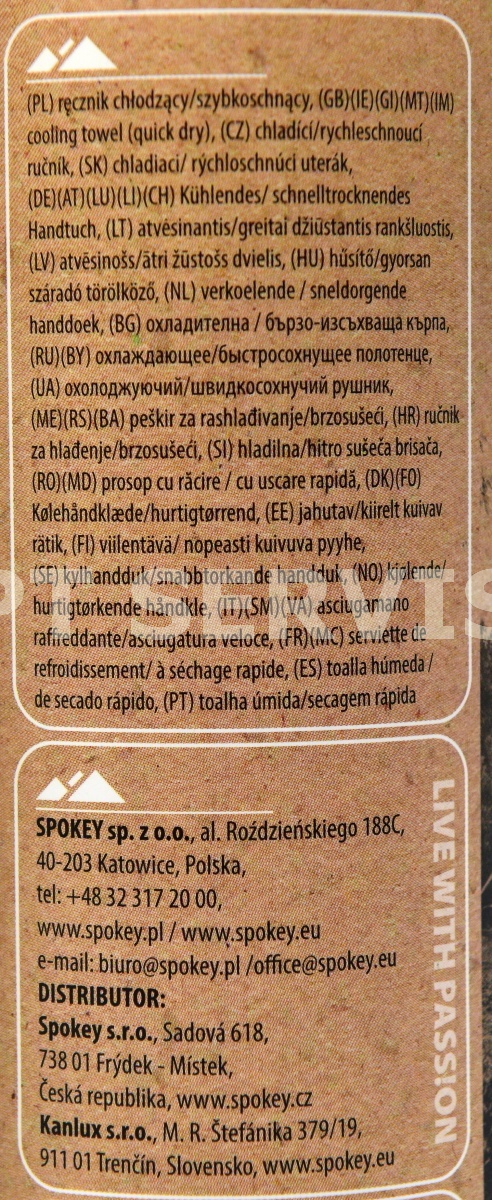 (PL) ręcznik chłodzący/szybkoschnący, (GB)(IE)(GI)(MT)(IM)
cooling towel (quick dry), (CZ) chladící/rychleschnoucí
ručník, (SK) chladiaci/ rýchloschnúci uterák,
(DE)(AT)(LU)(LI)(CH) Kühlendes/ schnelltrocknendes
Handtuch, (LT) atvėsinantis/greitai džiūstantis rankšluostis,
(LV) atvēsinošs/ātri žūstošs dvielis, (HU) hűsítő/gyorsan
száradó törölköző, (NL) verkoelende / sneldorgende
handdoek, (BG) охладителна / бързо-изсъхваща кърпа,
(RU)(BY) охлаждающее/быстросохнущее полотенце,
(UA) охолоджуючий/швидкосохнучий рушник,
(ME)(RS)(BA) peškir za rashlađivanje/brzosušeći, (HR) ručnik
za hlađenje/brzosušeći, (SI) hladilna/hitro sušeča brisača,
(RO)(MD) prosop cu răcire / cu uscare rapidă, (DK)(FO)
Kølehåndklæde/hurtigtørrend, (EE) jahutav/kiirelt kuivav
rätik, (FI) viilentävä/ nopeasti kuivuva pyyhe,
(SE) kylhandduk/snabbtorkande handduk, (NO) kjølende/
hurtigtørkende håndkle, (IT)(SM)(VA) asciugamano
raffreddante/asciugatura veloce, (FR)(MC) serviette de
refroidissement/ à séchage rapide, (ES) toalla húmeda /
de secado rápido, (PT) toalha úmida/secagem rápida
PT SERVIS
SPOKEY sp. z o.o., al. Roździeńskiego 188C,
40-203 Katowice, Polska,
tel: +48 32 317 20 00,
www.spokey.pl / www.spokey.eu
e-mail: biuro@spokey.pl /office@spokey.eu
DISTRIBUTOR:
Spokey s.r.o., Sadová 618,
738 01 Frýdek - Místek,
Česká republika, www.spokey.cz
Kanlux s.r.o., M. R. Štefánika 379/19,
911 01 Trenčín, Slovensko, www.spokey.eu
LIVE WITH PASSION